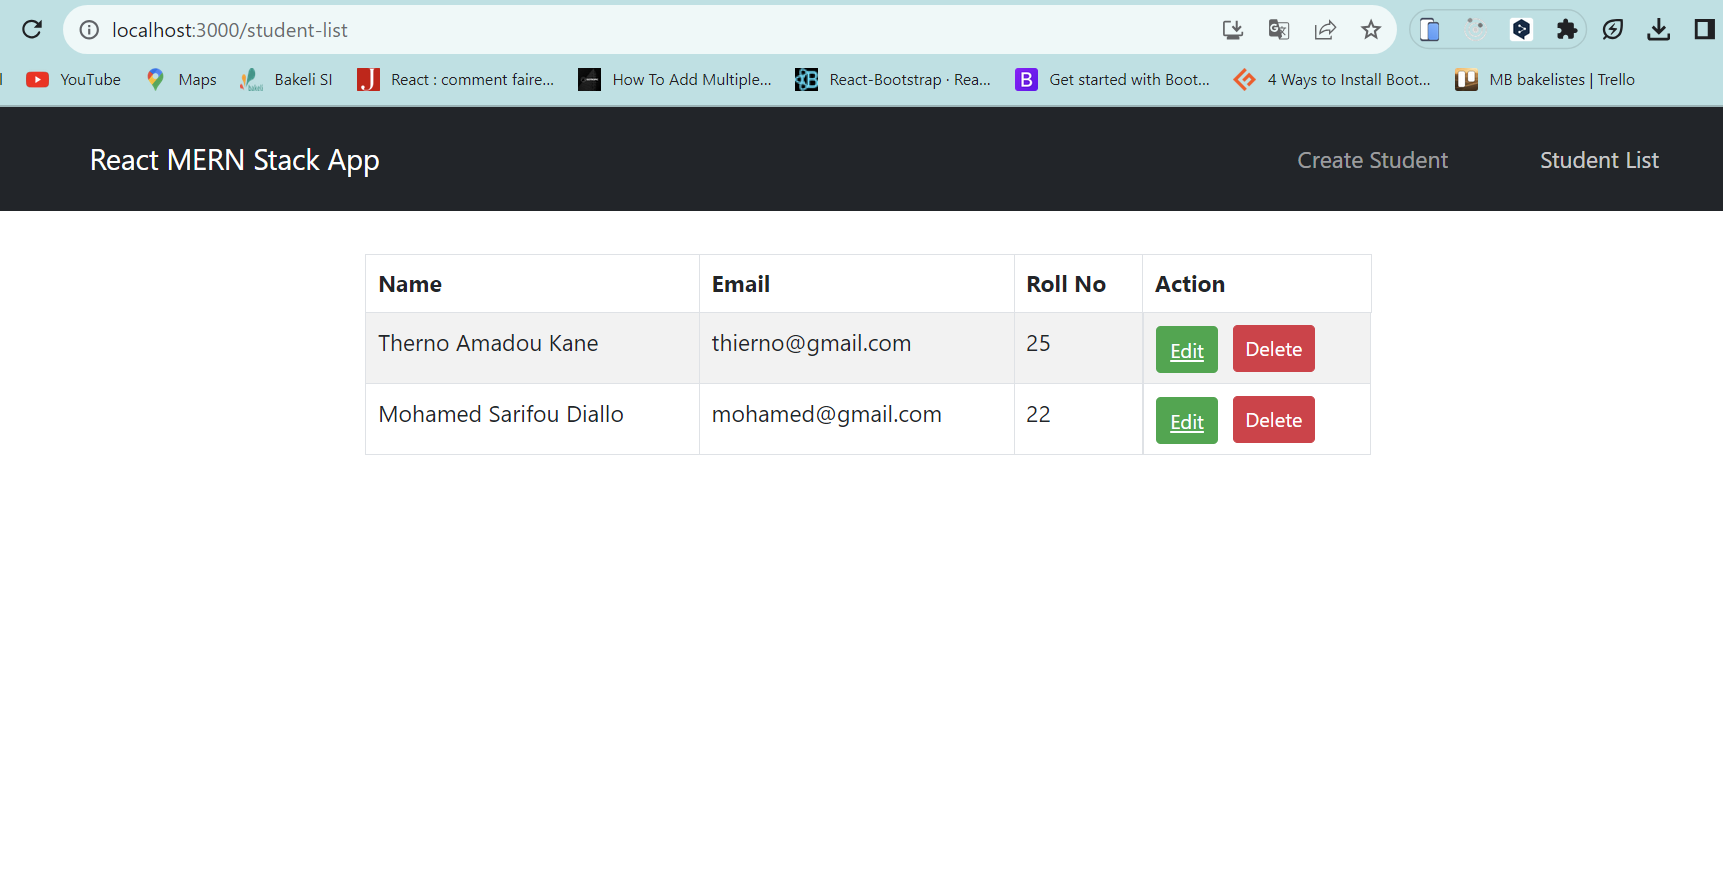 localhost:3000/student-list
YouTube Maps Bakeli SI React : comment faire... How To Add Multiple... React-Bootstrap · Rea... Get started with Boot... 4 Ways to Install Boot... MB bakelistes | Trello
React MERN Stack App Create Student Student List
Name Email Roll No Action
Therno Amadou Kane thierno@gmail.com 25 Edit Delete
Mohamed Sarifou Diallo mohamed@gmail.com 22 Edit Delete